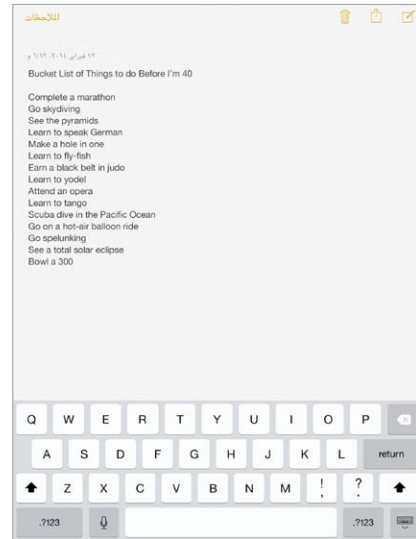 الملاحظات
Bucket List of Things to do Before I'm 40
Complete a marathon
Go skydiving
See the pyramids
Learn to speak German
Make a hole in one
Learn to fly-fish
Earn a black belt in judo
Learn to yodel
Attend an opera
Learn to tango
Scuba dive in the Pacific Ocean
Go on a hot-air balloon ride
Go spelunking
See a total solar eclipse
Bowl a 300
Q W E R T Y U I O P
A S D F G H J K L return
Z X C V B N M ! , ? .
.?123 .?123